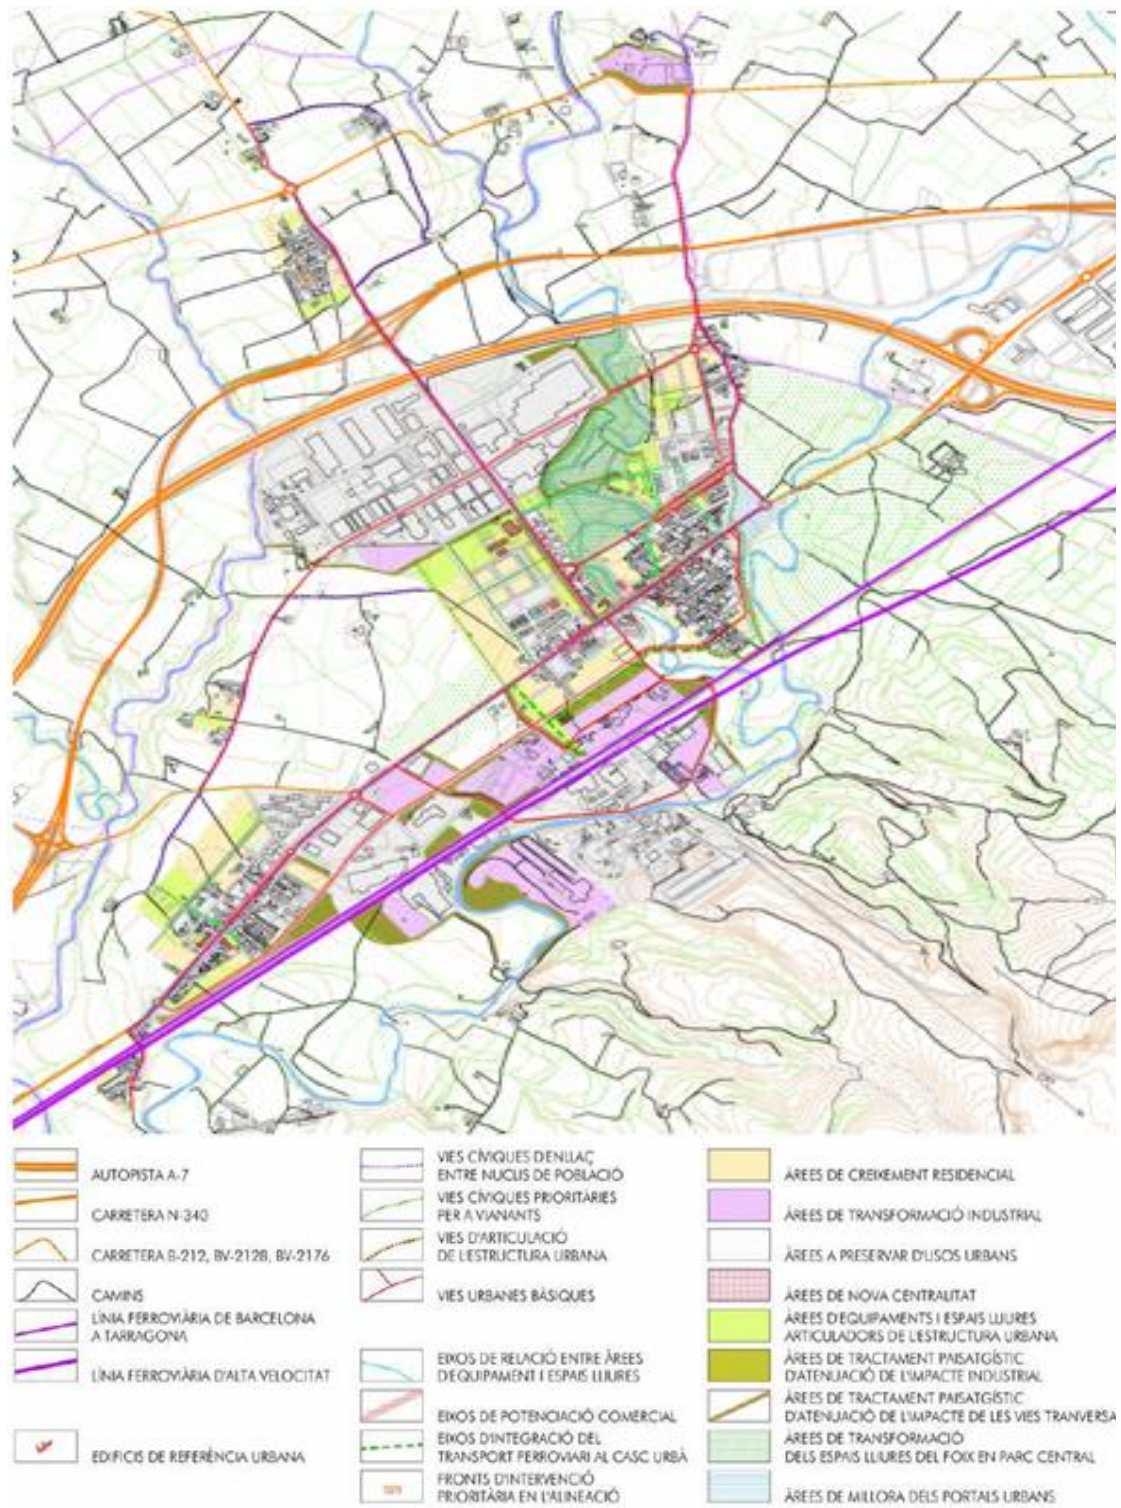 AUTOPISTA A-7
CARRETERA N-340
CARRETERA B-212, BV-2128, BV-2176
CAMINS
LÍNIA FERROVIÀRIA DE BARCELONA
A TARRAGONA
LÍNIA FERROVIÀRIA D'ALTA VELOCITAT
EDIFICIS DE REFERÈNCIA URBANA
VIES CÍVIQUES D'ENLLAÇ
ENTRE NUCLIS DE POBLACIÓ
VIES CÍVIQUES PRIORITÀRIES
PER A VIANANTS
VIES D'ARTICULACIÓ
DE L'ESTRUCTURA URBANA
VIES URBANES BÀSIQUES
EIXOS DE RELACIÓ ENTRE ÀREES
D'EQUIPAMENT I ESPAIS LLIURES
EIXOS DE POTENCIACIÓ COMERCIAL
EIXOS D'INTEGRACIÓ DEL
TRANSPORT FERROVIARI AL CASC URBÀ
FRONTS D'INTERVENCIÓ
PRIORITÀRIA EN L'ALINEACIÓ
ÀREES DE CREIXEMENT RESIDENCIAL
ÀREES DE TRANSFORMACIÓ INDUSTRIAL
ÀREES A PRESERVAR D'USOS URBANS
ÀREES DE NOVA CENTRALITAT
ÀREES D'EQUIPAMENTS I ESPAIS LLIURES
ARTICULADORS DE L'ESTRUCTURA URBANA
ÀREES DE TRACTAMENT PAISATGÍSTIC
D'ATENUACIÓ DE L'IMPACTE INDUSTRIAL
ÀREES DE TRACTAMENT PAISATGÍSTIC
D'ATENUACIÓ DE L'IMPACTE DE LES VIES TRANVERSA
ÀREES DE TRANSFORMACIÓ
DELS ESPAIS LLIURES DEL FOIX EN PARC CENTRAL
ÀREES DE MILLORA DELS PORTALS URBANS